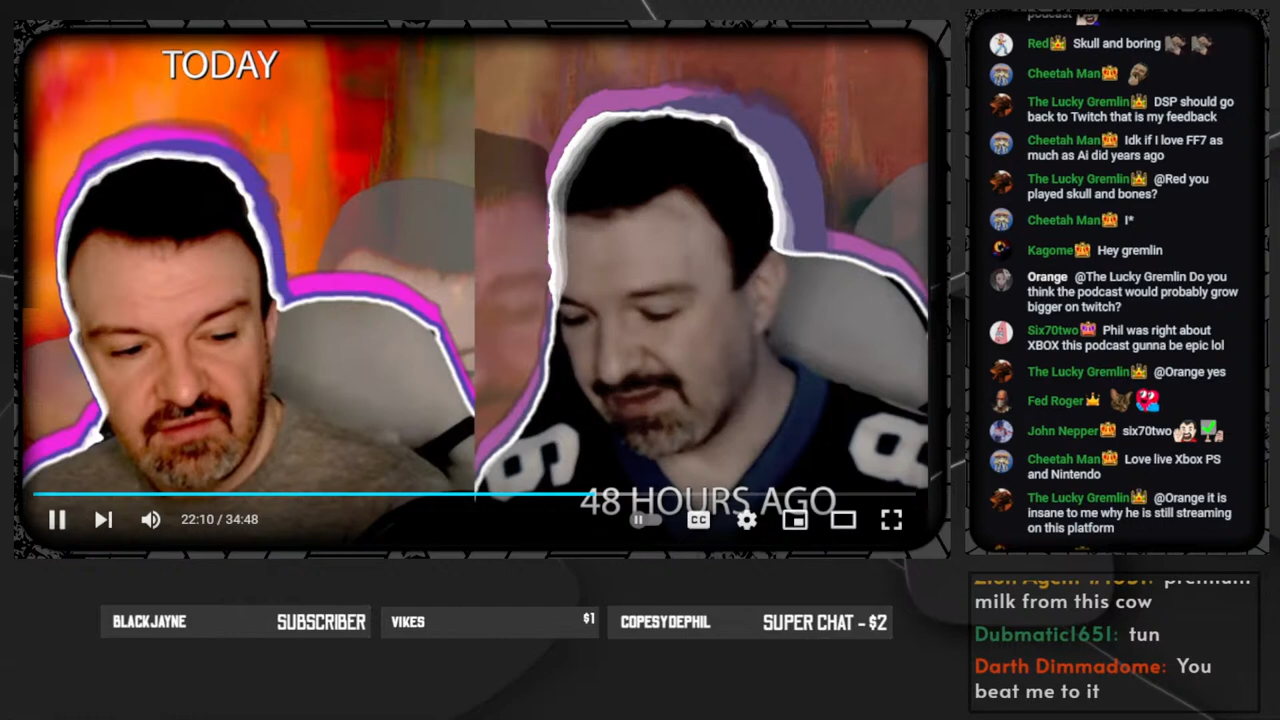 TODAY
48 HOURS AGO
22:10 / 34:48
CC
podcast
Red Skull and boring
Cheetah Man
The Lucky Gremlin DSP should go
back to Twitch that is my feedback
Cheetah Man Idk if I love FF7 as
much as Ai did years ago
The Lucky Gremlin @Red you
played skull and bones?
Cheetah Man I*
Kagome Hey gremlin
Orange @The Lucky Gremlin Do you
think the podcast would probably grow
bigger on twitch?
Six70two Phil was right about
XBOX this podcast gunna be epic lol
The Lucky Gremlin @Orange yes
Fed Roger
John Nepper six70two
Cheetah Man Love live Xbox PS
and Nintendo
The Lucky Gremlin @Orange it is
insane to me why he is still streaming
on this platform
BLACKJAYNE SUBSCRIBER
VIKES $1
COPESYDEPHIL SUPER CHAT - $2
premium
milk from this cow
Dubmatic1651: tun
Darth Dimmadome: You
beat me to it